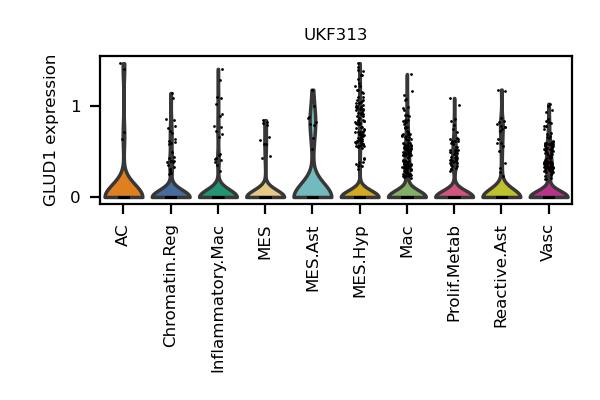 UKF313
GLUD1 expression
1
0
AC
Chromatin.Reg
Inflammatory.Mac
MES
MES.Ast
MES.Hyp
Mac
Prolif.Metab
Reactive.Ast
Vasc